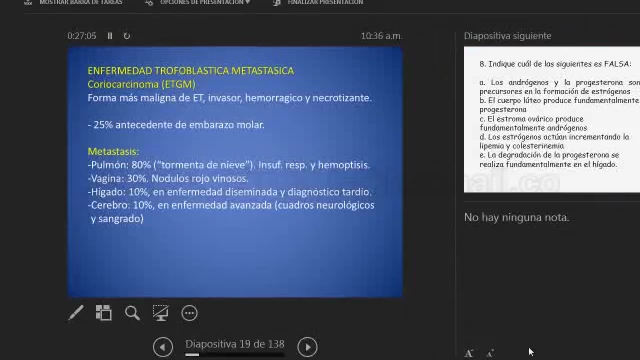 MOSTRAR BARRA DE TAREAS
OPCIONES DE PRESENTACIÓN
FINALIZAR PRESENTACIÓN
0:27:05
10:36 a.m.
Diapositiva siguiente
ENFERMEDAD TROFOBLASTICA METASTASICA
Coriocarcinoma (ETGM)
Forma más maligna de ET, invasor, hemorragico y necrotizante.
- 25% antecedente de embarazo molar.
Metastasis:
-Pulmón: 80% ("tormenta de nieve"). Insuf. resp. y hemoptisis.
-Vagina: 30%. Nodulos rojo vinosos.
-Hígado: 10%, en enfermedad diseminada y diagnóstico tardío.
-Cerebro: 10%, en enfermedad avanzada (cuadros neurológicos
y sangrado)
8. Indique cuál de las siguientes es FALSA:
a. Los andrógenos y la progesterona son
precursores en la formación de estrógenos
b. El cuerpo lúteo produce fundamentalmente
progesterona
c. El estroma ovárico produce
fundamentalmente andrógenos
d. Los estrógenos actúan incrementando la
lipemia y colesterinemia
e. La degradación de la progesterona se
realiza fundamentalmente en el hígado.
No hay ninguna nota.
Diapositiva 19 de 138
A A